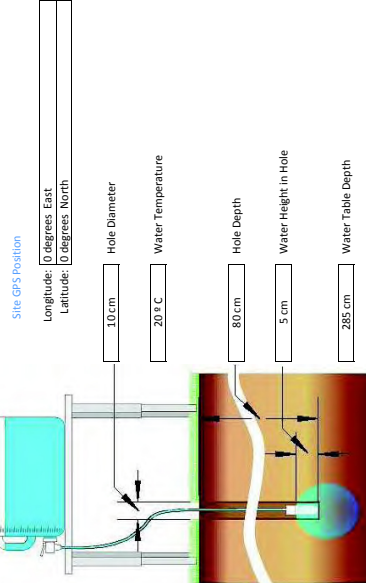 Site GPS Position
Longitude: 0 degrees East
Latitude: 0 degrees North
10 cm Hole Diameter
20 º C Water Temperature
80 cm Hole Depth
5 cm Water Height in Hole
285 cm Water Table Depth